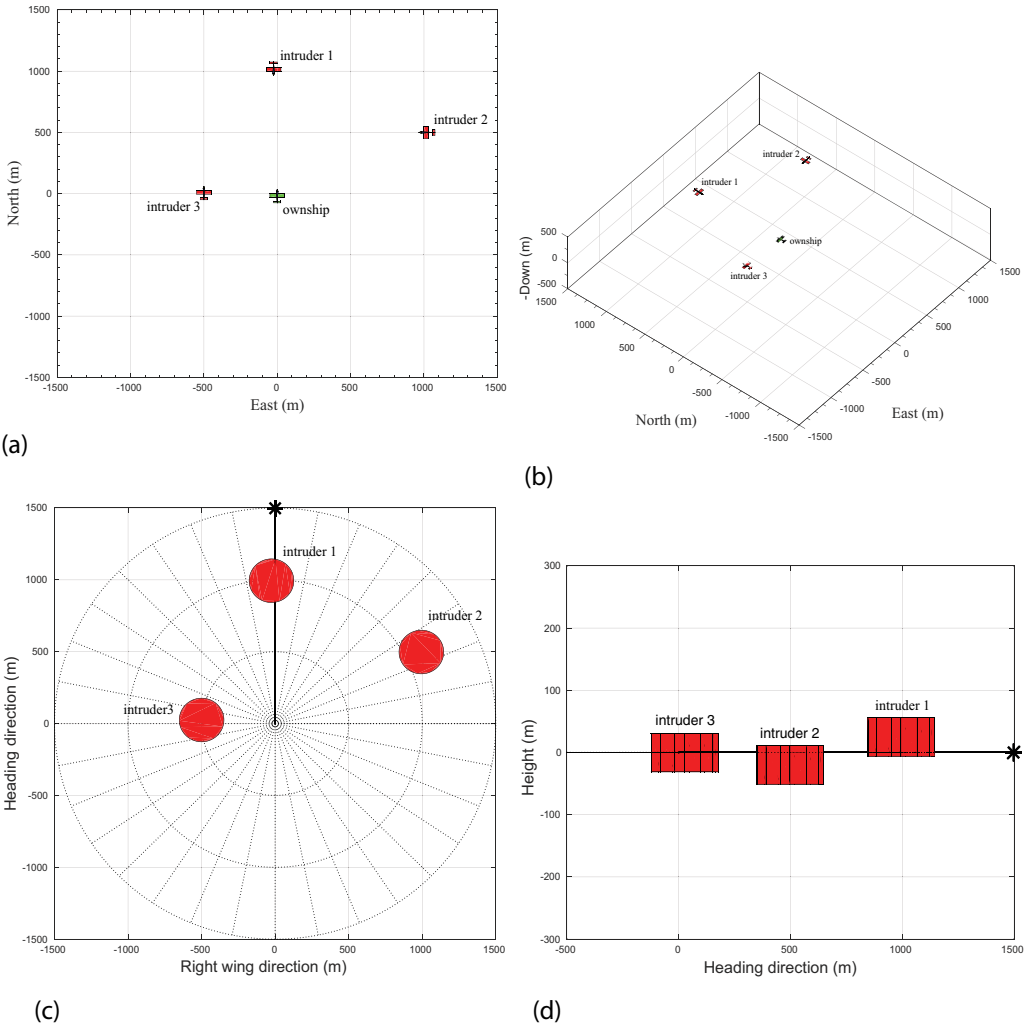 1500
1000
500
0
-500
-1000
-1500
North (m)
-1500
-1000
-500
0
500
1000
1500
East (m)
intruder 1
intruder 2
intruder 3
ownship
(a)
intruder 2
intruder 1
ownship
intruder 3
-Down (m)
500
0
-500
1500
1000
500
0
-500
-1000
-1500
North (m)
-1500
-1000
-500
0
500
1000
1500
East (m)
(b)
1500
1000
500
0
-500
-1000
-1500
Heading direction (m)
intruder 1
intruder 2
intruder3
-1500
-1000
-500
0
500
1000
1500
Right wing direction (m)
(c)
300
200
100
0
-100
-200
-300
Height (m)
intruder 3
intruder 2
intruder 1
-500
0
500
1000
1500
Heading direction (m)
(d)